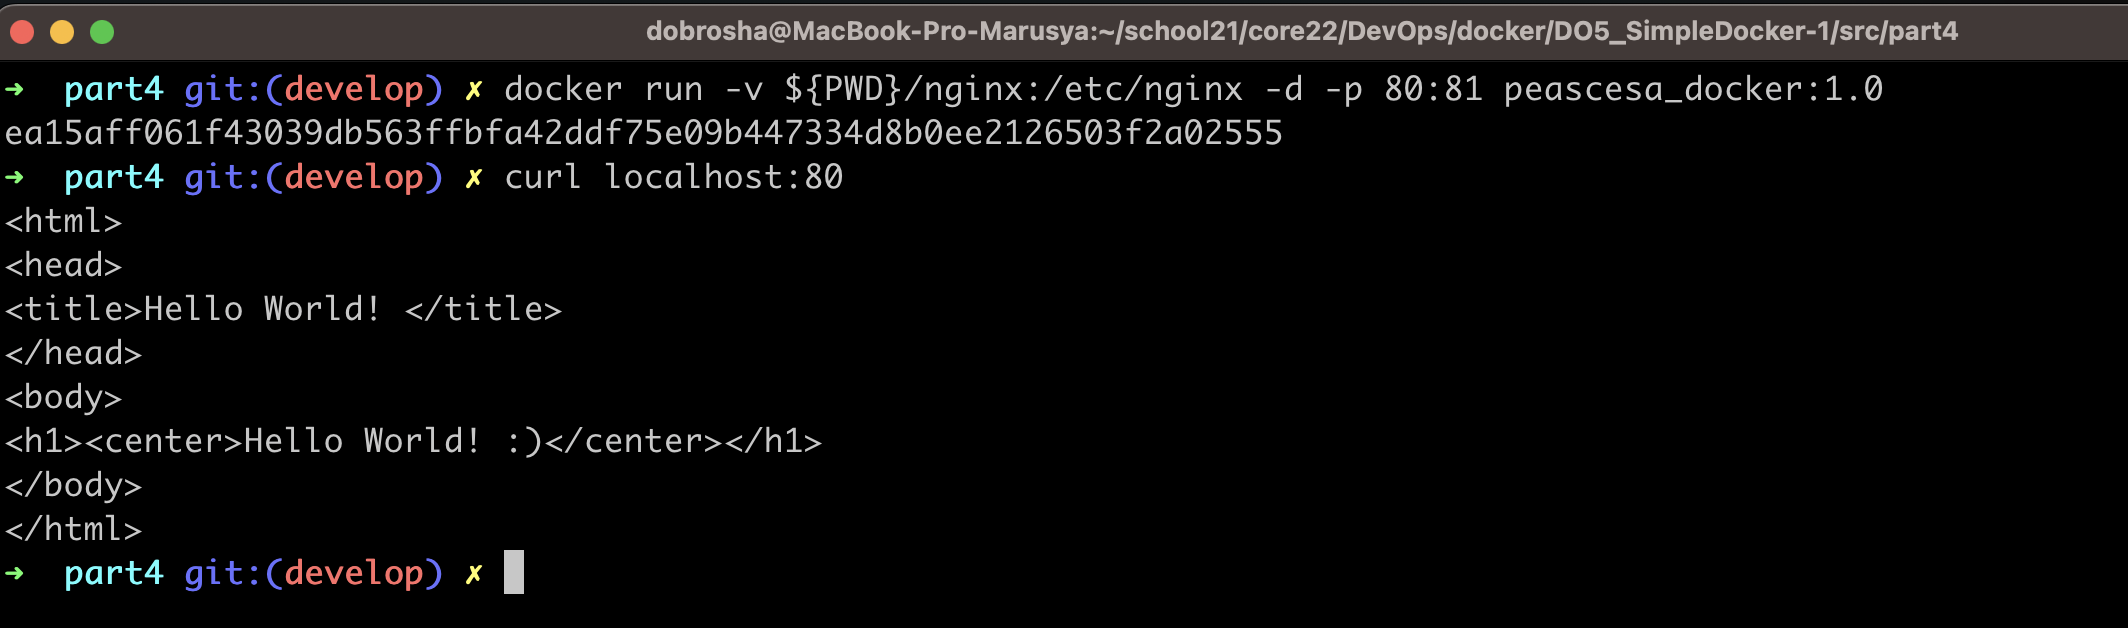 dobrosha@MacBook-Pro-Marusya:~/school21/core22/DevOps/docker/DO5_SimpleDocker-1/src/part4
➜  part4 git:(develop) ✗ docker run -v ${PWD}/nginx:/etc/nginx -d -p 80:81 peascesa_docker:1.0
ea15aff061f43039db563ffbfa42ddf75e09b447334d8b0ee2126503f2a02555
➜  part4 git:(develop) ✗ curl localhost:80
<html>
<head>
<title>Hello World! </title>
</head>
<body>
<h1><center>Hello World! :)</center></h1>
</body>
</html>
➜  part4 git:(develop) ✗